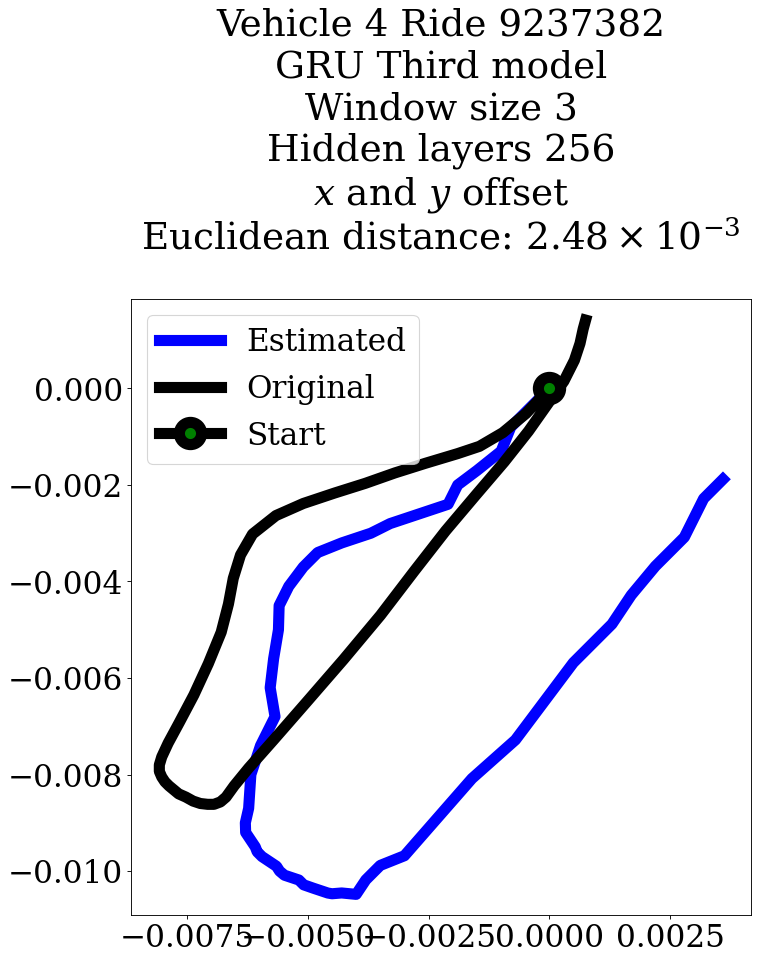 Vehicle 4 Ride 9237382
GRU Third model
Window size 3
Hidden layers 256
x and y offset
Euclidean distance: 2.48 × 10⁻³
Estimated
Original
Start
0.000
−0.002
−0.004
−0.006
−0.008
−0.010
−0.0075 −0.0050 −0.0025 0.0000 0.0025